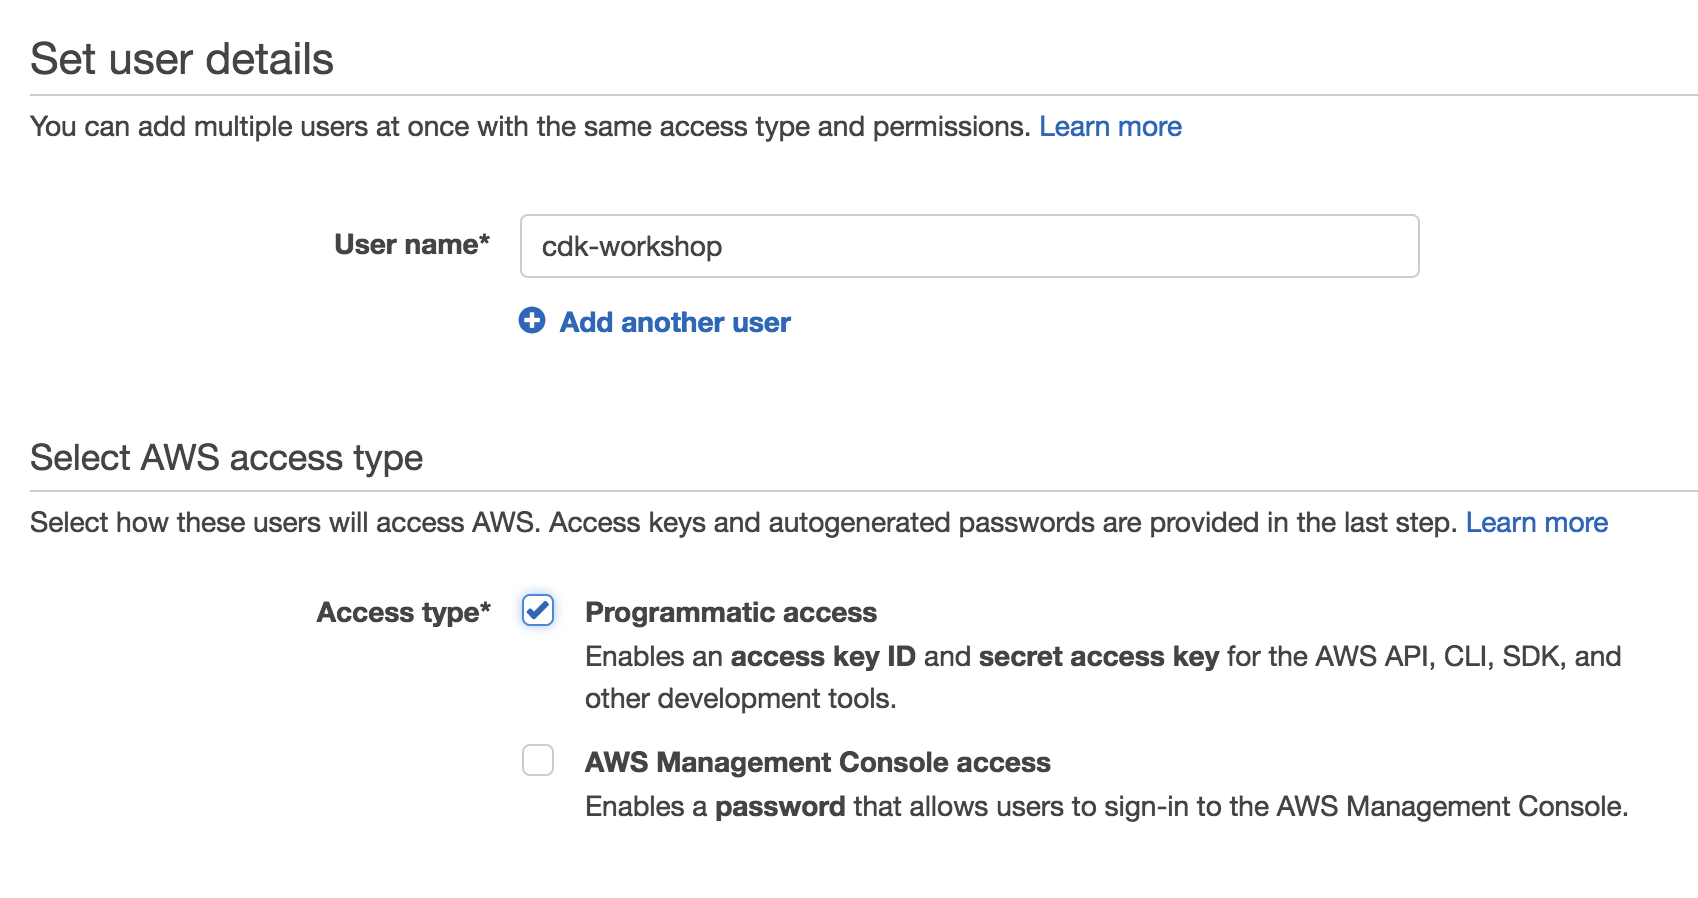 Set user details
You can add multiple users at once with the same access type and permissions. Learn more
User name* cdk-workshop
Add another user
Select AWS access type
Select how these users will access AWS. Access keys and autogenerated passwords are provided in the last step. Learn more
Access type* Programmatic access
Enables an access key ID and secret access key for the AWS API, CLI, SDK, and
other development tools.
AWS Management Console access
Enables a password that allows users to sign-in to the AWS Management Console.